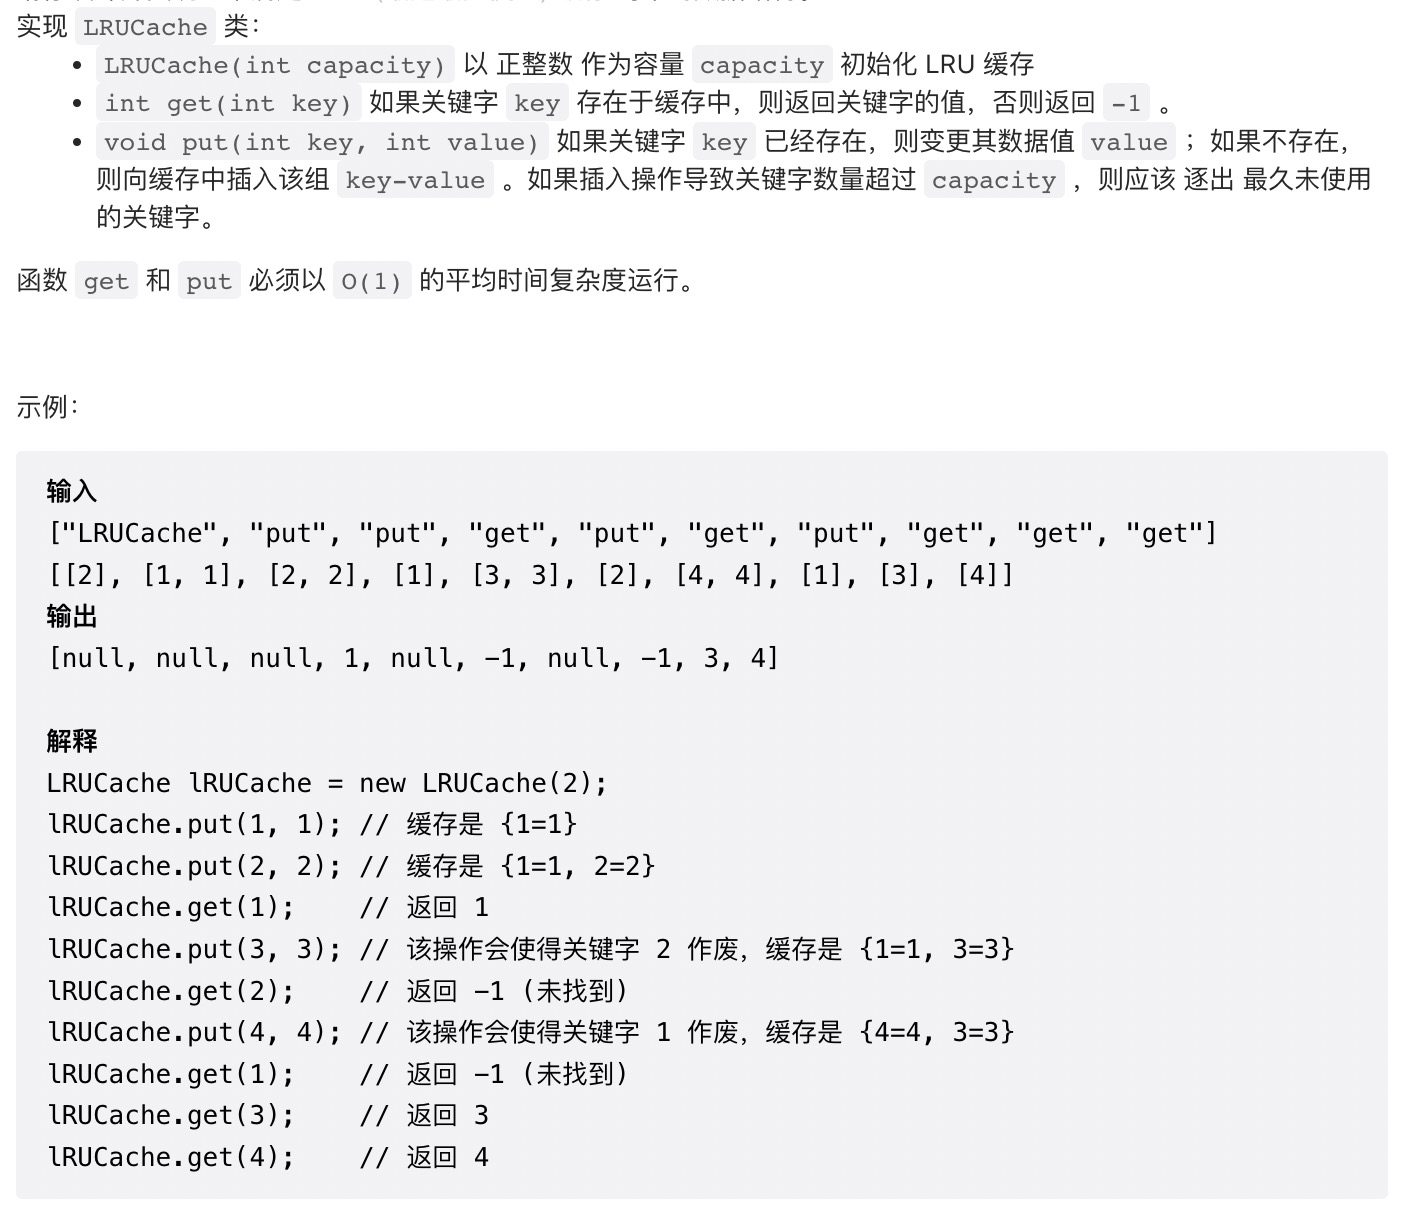 实现 LRUCache 类：
LRUCache(int capacity) 以 正整数 作为容量 capacity 初始化 LRU 缓存
int get(int key) 如果关键字 key 存在于缓存中，则返回关键字的值，否则返回 -1 。
void put(int key, int value) 如果关键字 key 已经存在，则变更其数据值 value ；如果不存在，
则向缓存中插入该组 key-value 。如果插入操作导致关键字数量超过 capacity ，则应该 逐出 最久未使用
的关键字。
函数 get 和 put 必须以 O(1) 的平均时间复杂度运行。
示例：
输入
["LRUCache", "put", "put", "get", "put", "get", "put", "get", "get", "get"]
[[2], [1, 1], [2, 2], [1], [3, 3], [2], [4, 4], [1], [3], [4]]
输出
[null, null, null, 1, null, -1, null, -1, 3, 4]
解释
LRUCache lRUCache = new LRUCache(2);
lRUCache.put(1, 1); // 缓存是 {1=1}
lRUCache.put(2, 2); // 缓存是 {1=1, 2=2}
lRUCache.get(1);    // 返回 1
lRUCache.put(3, 3); // 该操作会使得关键字 2 作废，缓存是 {1=1, 3=3}
lRUCache.get(2);    // 返回 -1 (未找到)
lRUCache.put(4, 4); // 该操作会使得关键字 1 作废，缓存是 {4=4, 3=3}
lRUCache.get(1);    // 返回 -1 (未找到)
lRUCache.get(3);    // 返回 3
lRUCache.get(4);    // 返回 4